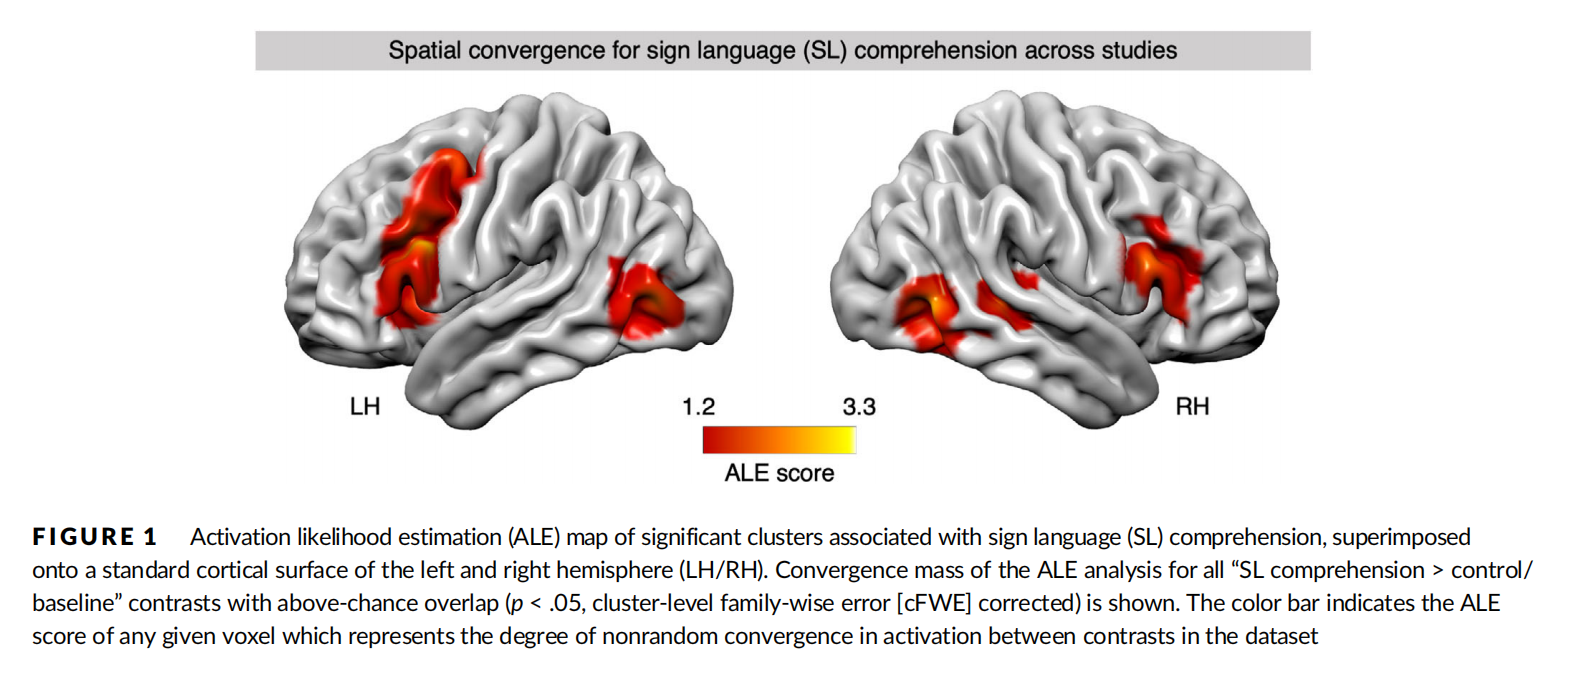 Spatial convergence for sign language (SL) comprehension across studies
LH
1.2
3.3
RH
ALE score
FIGURE 1 Activation likelihood estimation (ALE) map of significant clusters associated with sign language (SL) comprehension, superimposed
onto a standard cortical surface of the left and right hemisphere (LH/RH). Convergence mass of the ALE analysis for all “SL comprehension > control/
baseline” contrasts with above-chance overlap (p < .05, cluster-level family-wise error [cFWE] corrected) is shown. The color bar indicates the ALE
score of any given voxel which represents the degree of nonrandom convergence in activation between contrasts in the dataset